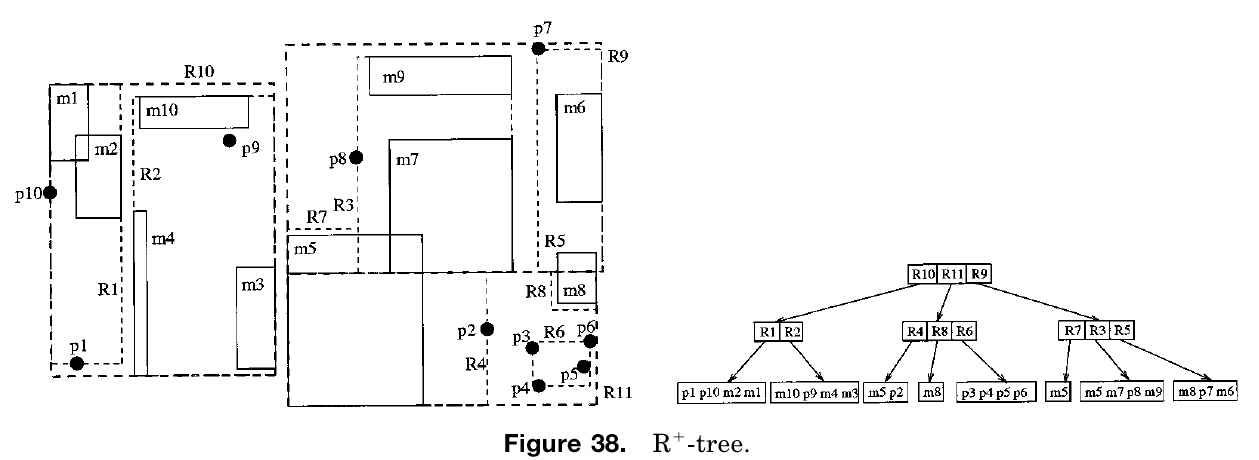 p7
R10
R9
m1
m10
m9
m6
m2
p9
p8
m7
R2
p10
R3
R7
m4
m5
R5
R10 R11 R9
R1
m3
R8
m8
p2
p3
R6
p6
R1 R2
R4 R8 R6
R7 R3 R5
p1
R4
p5
p4
R11
p1 p10 m2 m1
m10 p9 m4 m3
m5 p2
m8
p3 p4 p5 p6
m5
m5 m7 p8 m9
m8 p7 m6
Figure 38. R⁺-tree.